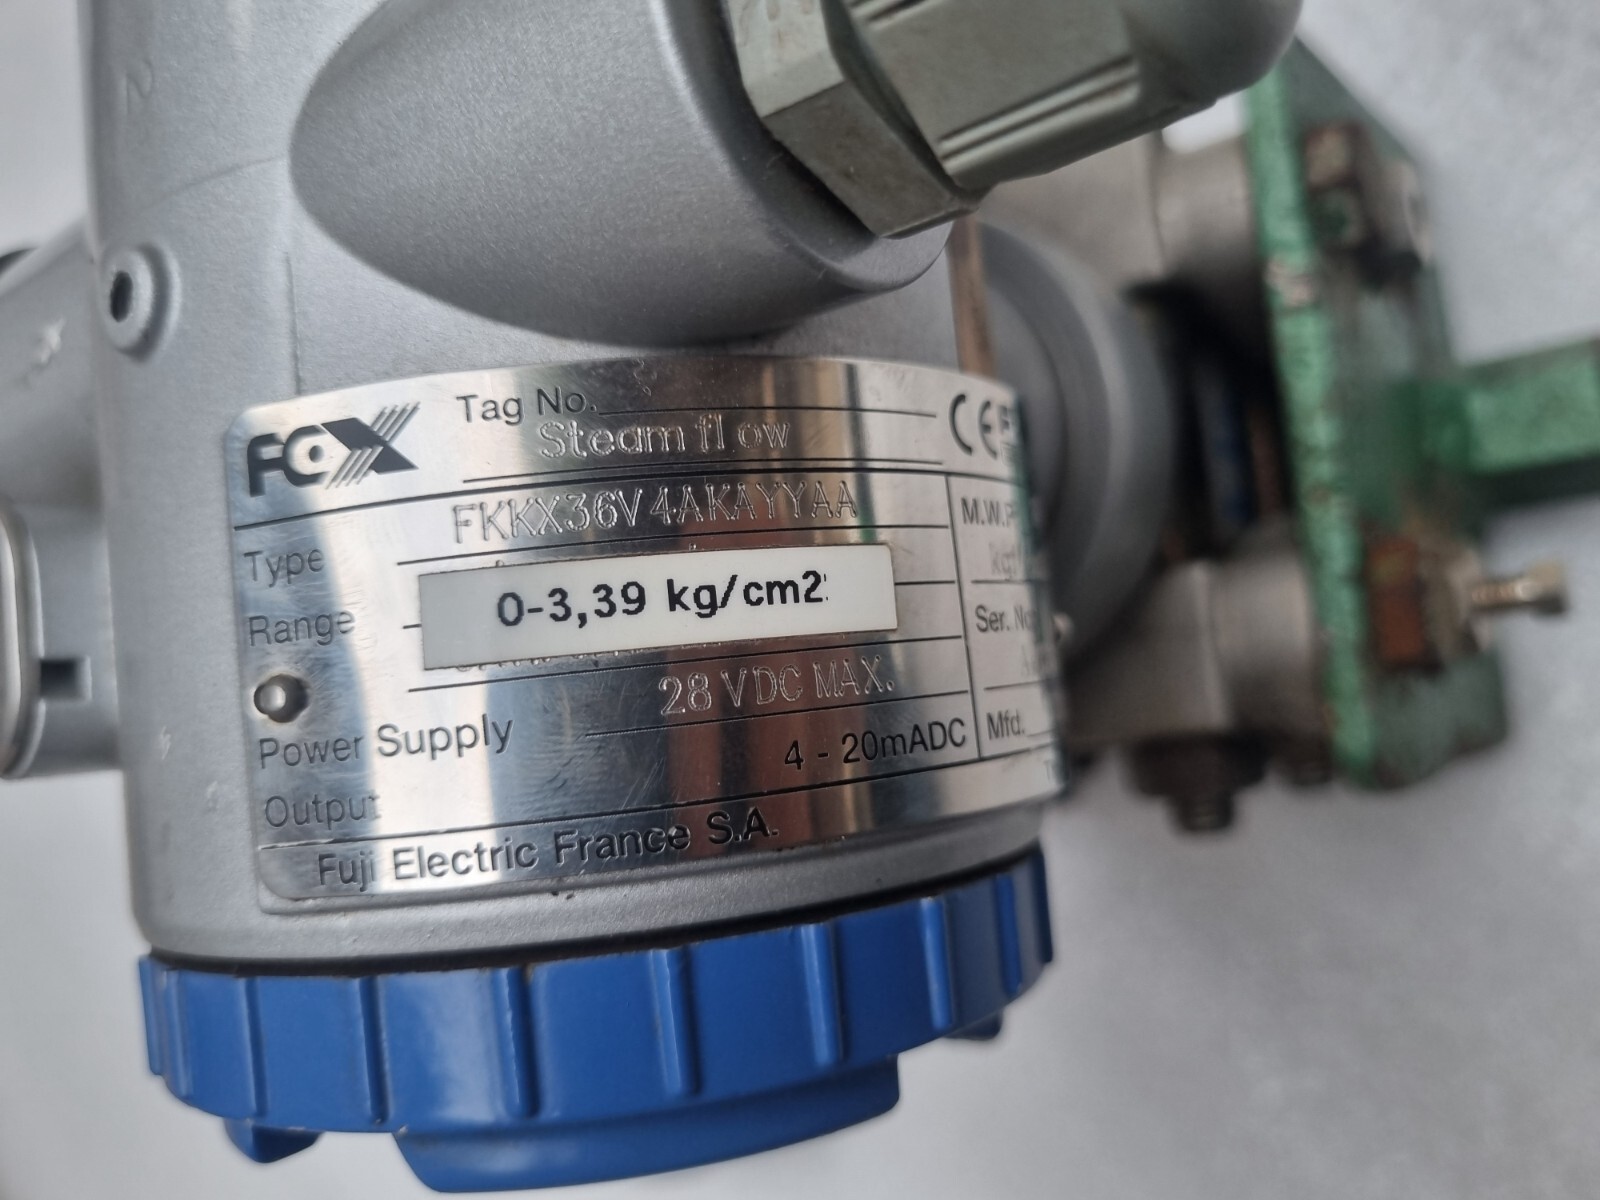 FCX
Tag No.
Steam flow
CE
Type
FKKX36V4AKAYYAA
M.W.P
Range
0-3,39 kg/cm2
Ser. No
28 VDC MAX.
Power Supply
Output
4 - 20mADC
Mfd.
Fuji Electric France S.A.